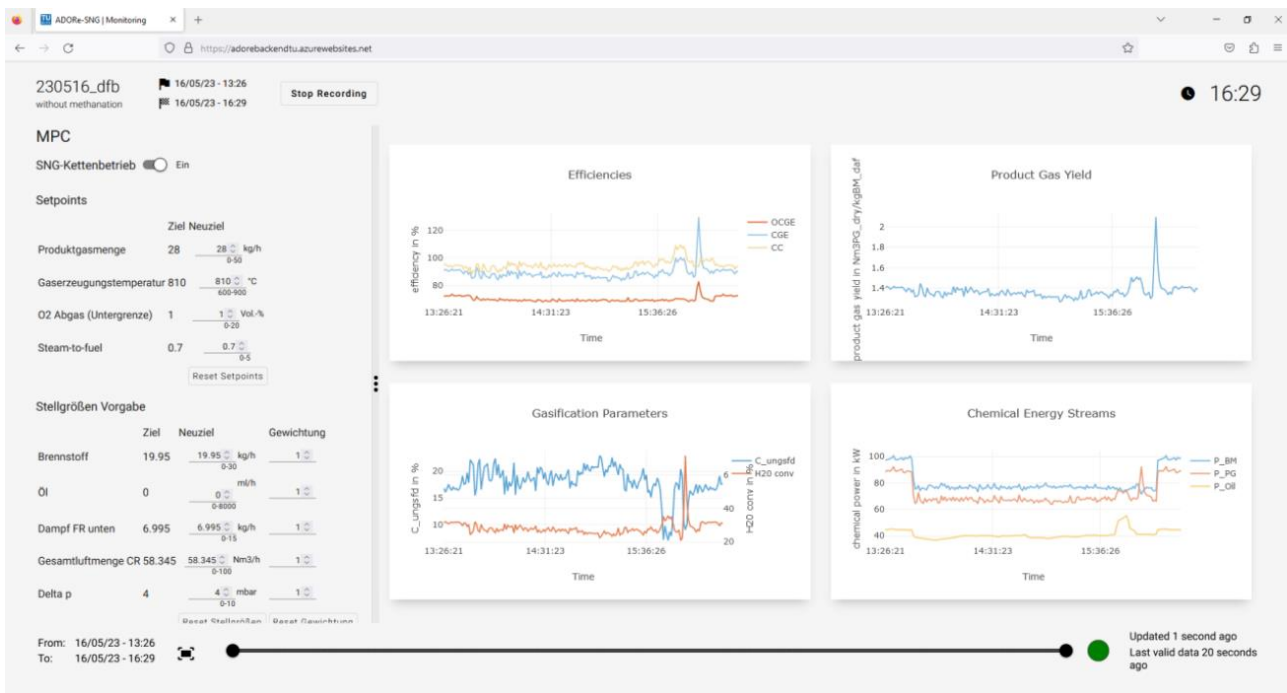 ADORe-SNG | Monitoring
https://adorebackendtu.azurewebsites.net
230516_dfb
without methanation
16/05/23 - 13:26
16/05/23 - 16:29
Stop Recording
16:29
MPC
SNG-Kettenbetrieb Ein
Setpoints
Ziel Neuziel
Produktgasmenge 28 28 kg/h
0-50
Gaserzeugungstemperatur 810 810 °C
600-900
O2 Abgas (Untergrenze) 1 1 Vol.-%
0-20
Steam-to-fuel 0.7 0.7
0-5
Reset Setpoints
Stellgrößen Vorgabe
Ziel Neuziel Gewichtung
Brennstoff 19.95 19.95 kg/h 1
0-30
Öl 0 0 ml/h 1
0-8000
Dampf FR unten 6.995 6.995 kg/h 1
0-15
Gesamtluftmenge CR 58.345 58.345 Nm3/h 1
0-100
Delta p 4 4 mbar 1
0-10
Reset Stellgrößen Reset Gewichtung
Efficiencies
efficiency in %
120
100
80
13:26:21 14:31:23 15:36:26
Time
OCGE
CGE
CC
Product Gas Yield
product gas yield in Nm3PG_dry/kgBM_daf
2
1.8
1.6
1.4
13:26:21 14:31:23 15:36:26
Time
Gasification Parameters
C_ungsfd in %
20
15
10
13:26:21 14:31:23 15:36:26
Time
C_ungsfd
H20 conv
6
40
20
H20 conv in %
Chemical Energy Streams
chemical power in kW
100
80
60
40
13:26:21 14:31:23 15:36:26
Time
P_BM
P_PG
P_Oil
From: 16/05/23 - 13:26
To: 16/05/23 - 16:29
Updated 1 second ago
Last valid data 20 seconds
ago